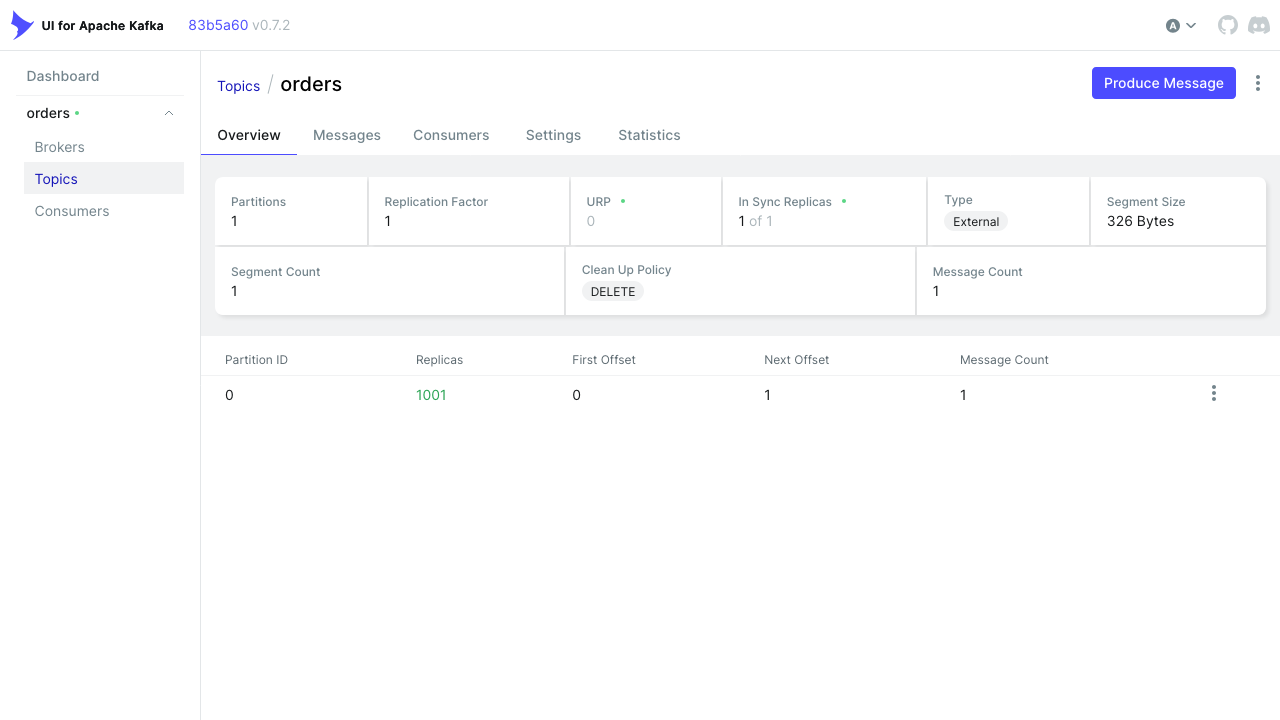 UI for Apache Kafka 83b5a60 v0.7.2 A
Dashboard
orders
Brokers
Topics
Consumers
Topics / orders
Produce Message
Overview Messages Consumers Settings Statistics
Partitions Replication Factor URP In Sync Replicas Type Segment Size
1 1 0 1 of 1 External 326 Bytes
Segment Count Clean Up Policy Message Count
1 DELETE 1
Partition ID Replicas First Offset Next Offset Message Count
0 1001 0 1 1